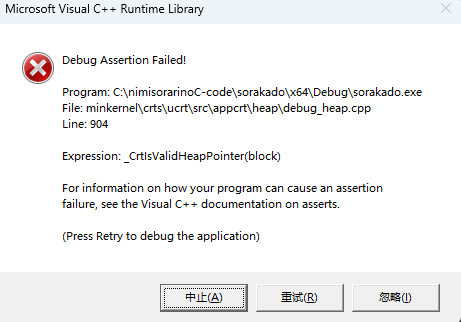 Microsoft Visual C++ Runtime Library
Debug Assertion Failed!
Program: C:\nimisorarinoC-code\sorakado\x64\Debug\sorakado.exe
File: minkernel\crts\ucrt\src\appcrt\heap\debug_heap.cpp
Line: 904
Expression: _CrtIsValidHeapPointer(block)
For information on how your program can cause an assertion
failure, see the Visual C++ documentation on asserts.
(Press Retry to debug the application)
中止(A) 重试(R) 忽略(I)